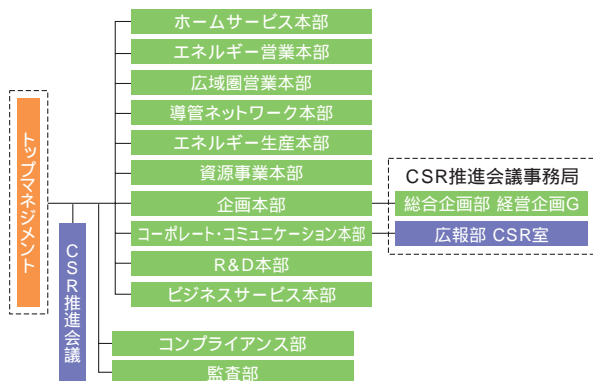 トップマネジメント
CSR推進会議
ホームサービス本部
エネルギー営業本部
広域圏営業本部
導管ネットワーク本部
エネルギー生産本部
資源事業本部
企画本部
コーポレート・コミュニケーション本部
R&D本部
ビジネスサービス本部
コンプライアンス部
監査部
CSR推進会議事務局
総合企画部 経営企画G
広報部 CSR室